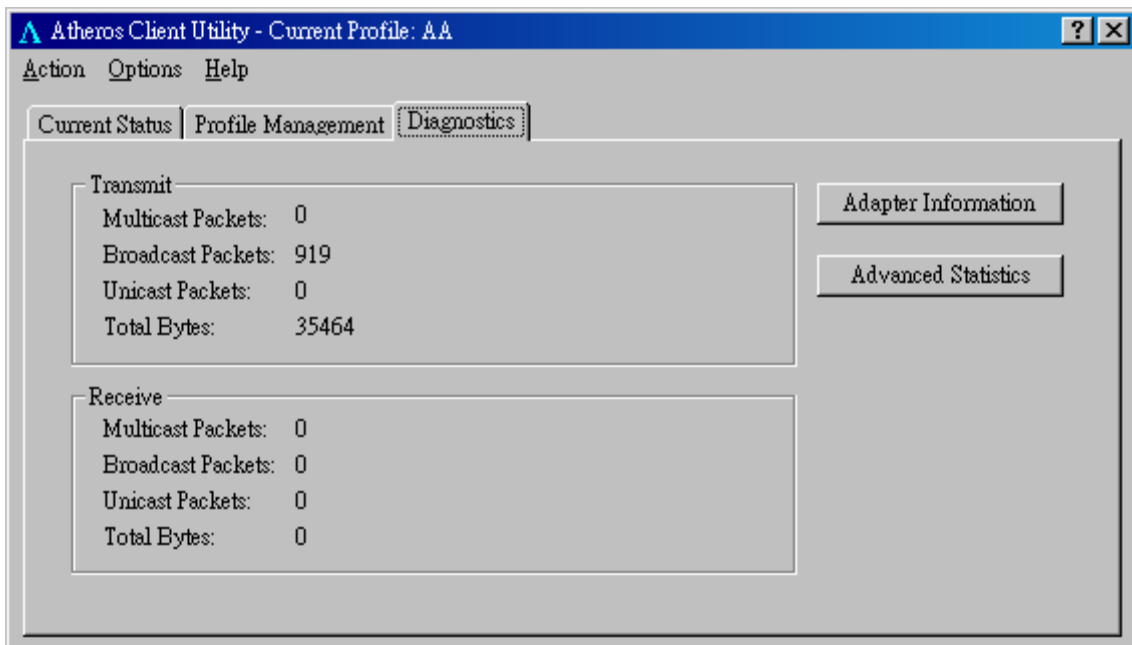 Atheros Client Utility - Current Profile: AA
Action Options Help
Current Status Profile Management Diagnostics
Transmit
Multicast Packets: 0
Broadcast Packets: 919
Unicast Packets: 0
Total Bytes: 35464
Adapter Information
Advanced Statistics
Receive
Multicast Packets: 0
Broadcast Packets: 0
Unicast Packets: 0
Total Bytes: 0